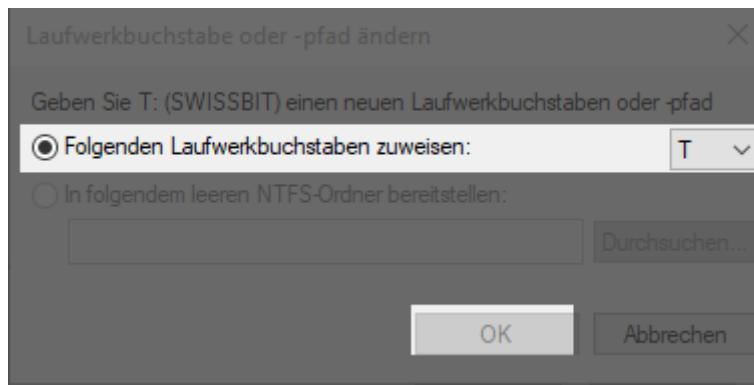 Laufwerkbuchstabe oder -pfad ändern
Geben Sie T: (SWISSBIT) einen neuen Laufwerkbuchstaben oder -pfad
Folgenden Laufwerkbuchstaben zuweisen: T
In folgendem leeren NTFS-Ordner bereitstellen:
Durchsuchen...
OK Abbrechen